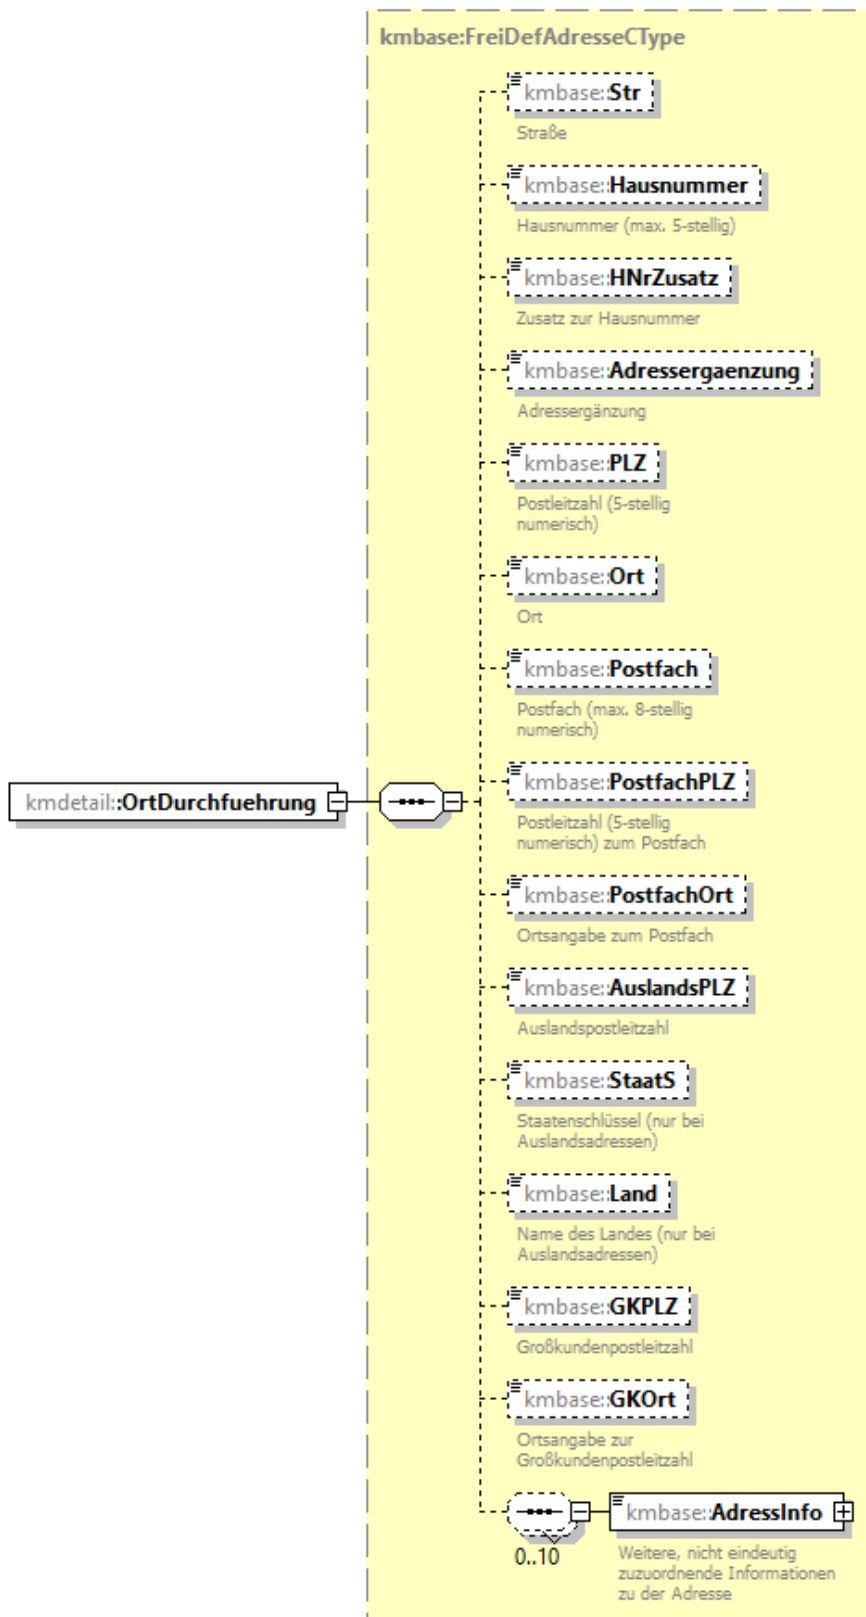 kmbase:FreiDefAdresseCType
kmbase::Str
Straße
kmbase::Hausnummer
Hausnummer (max. 5-stellig)
kmbase::HNrZusatz
Zusatz zur Hausnummer
kmbase::Adressergaenzung
Adressergänzung
kmbase::PLZ
Postleitzahl (5-stellig
numerisch)
kmbase::Ort
Ort
kmbase::Postfach
Postfach (max. 8-stellig
numerisch)
kmbase::PostfachPLZ
Postleitzahl (5-stellig
numerisch) zum Postfach
kmdetail::OrtDurchfuehrung
kmbase::PostfachOrt
Ortsangabe zum Postfach
kmbase::AuslandsPLZ
Auslandspostleitzahl
kmbase::StaatS
Staatenschlüssel (nur bei
Auslandsadressen)
kmbase::Land
Name des Landes (nur bei
Auslandsadressen)
kmbase::GKPLZ
Großkundenpostleitzahl
kmbase::GKOrt
Ortsangabe zur
Großkundenpostleitzahl
kmbase::AdressInfo
0..10
Weitere, nicht eindeutig
zuzuordnende Informationen
zu der Adresse